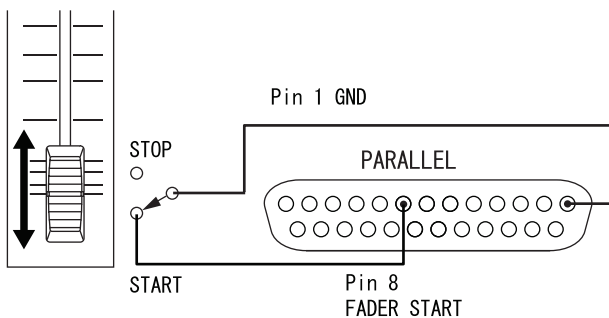 Pin 1 GND
STOP
PARALLEL
START
Pin 8
FADER START